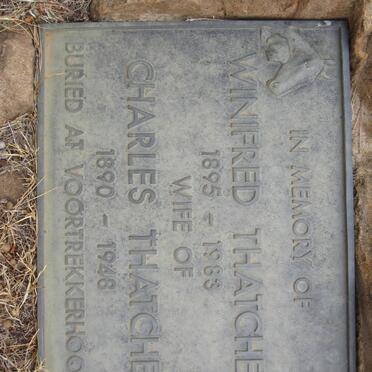 IN MEMORY OF
WINIFRED THATCHE
1895 - 1983
WIFE OF
CHARLES THATCHE
1890 - 1946
BURIED AT VOORTREKKERHOO